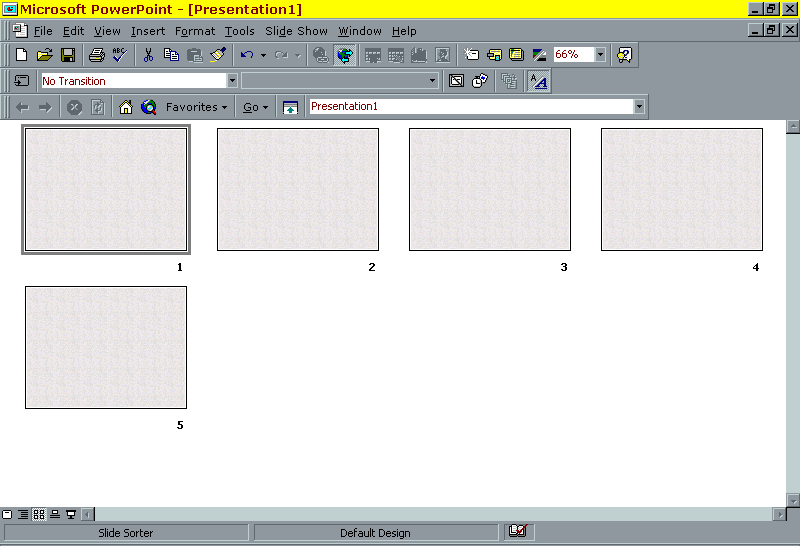 Microsoft PowerPoint - [Presentation1]
File Edit View Insert Format Tools Slide Show Window Help
ABC 66% ?
No Transition A A
Favorites Go Presentation1
1 2 3 4
5
Slide Sorter Default Design